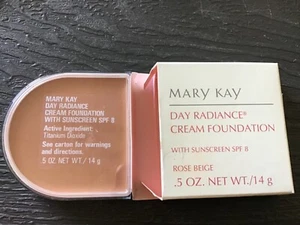 MARY KAY
DAY RADIANCE
CREAM FOUNDATION
WITH SUNSCREEN SPF 8
Active Ingredient:
Titanium Dioxide
See carton for warnings
and directions.
.5 OZ. NET WT./14 g
MARY KAY
DAY RADIANCE®
CREAM FOUNDATION
WITH SUNSCREEN SPF 8
ROSE BEIGE
.5 OZ. NET WT./14 g